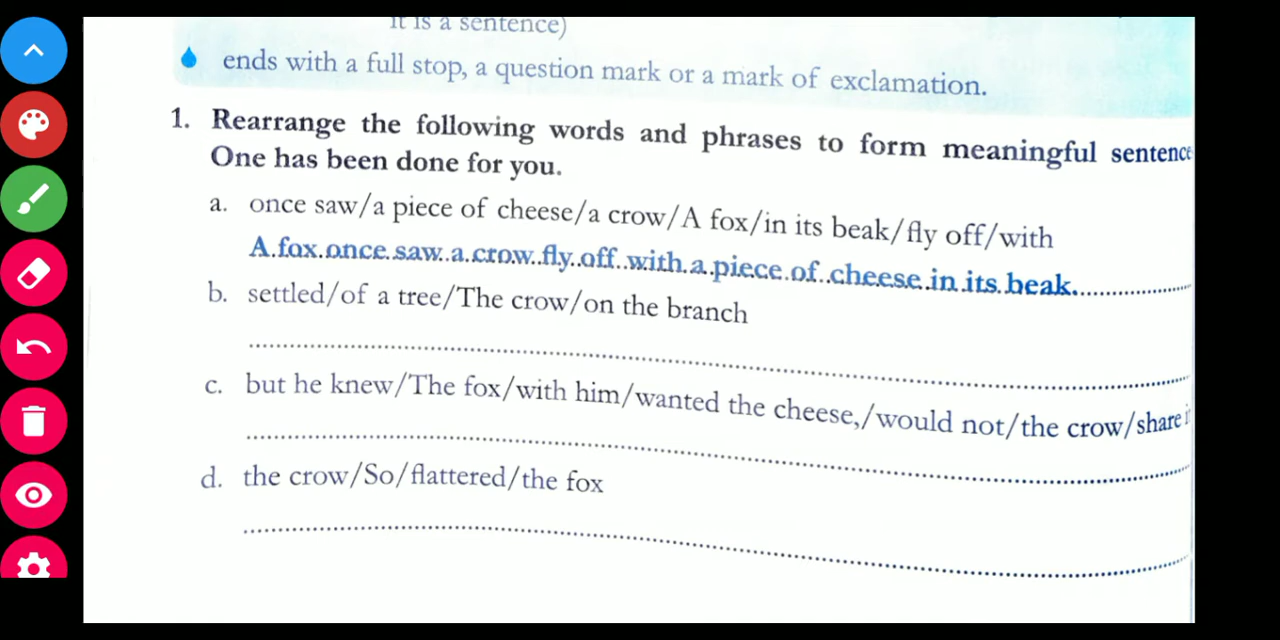 it is a sentence)
ends with a full stop, a question mark or a mark of exclamation.
1. Rearrange the following words and phrases to form meaningful sentenc
One has been done for you.
a. once saw/a piece of cheese/a crow/A fox/in its beak/fly off/with
A fox once saw a crow fly off with a piece of cheese in its beak.
b. settled/of a tree/The crow/on the branch
c. but he knew/The fox/with him/wanted the cheese,/would not/the crow/share
d. the crow/So/flattered/the fox